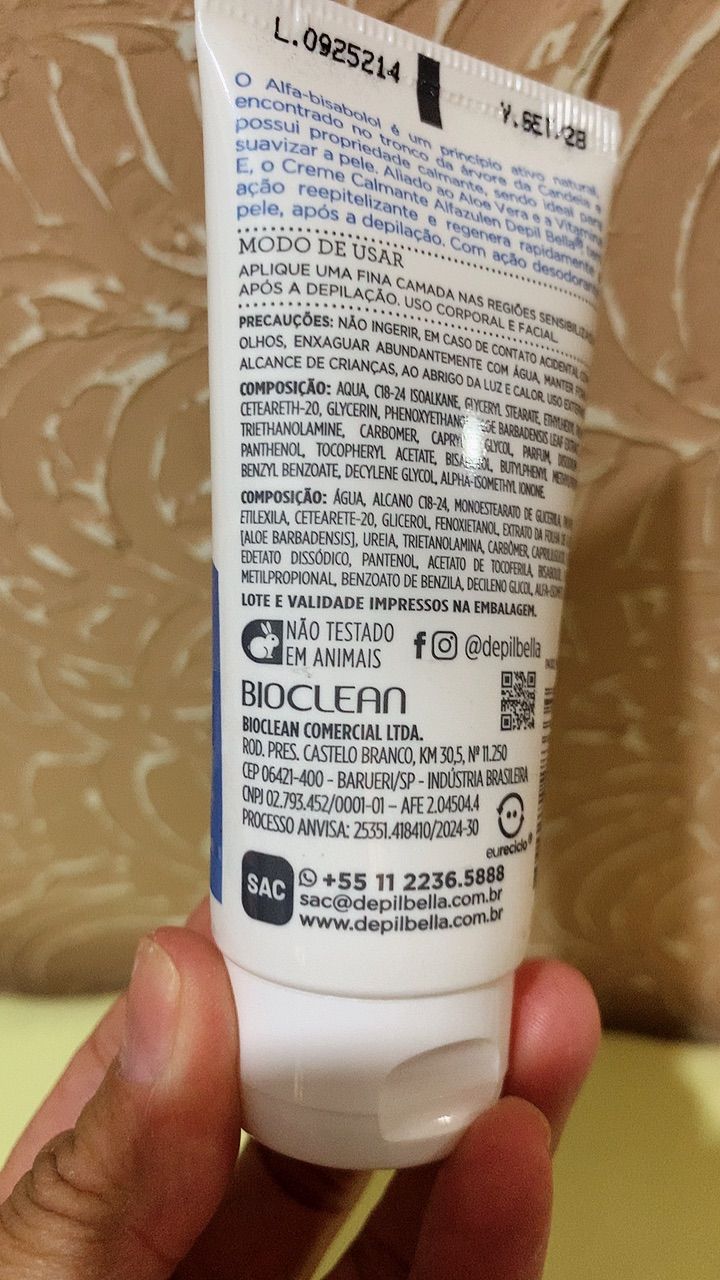 L.0925214
V.SET/28
O Alfa-bisabolol é um princípio ativo natural,
encontrado no tronco da árvore da Candeia e
possui propriedade calmante, sendo ideal para
suavizar a pele. Aliado ao Aloe Vera e a Vitamina
E, o Creme Calmante Alfazulen Depil Bella® tem
ação reepitelizante e regenera rapidamente a
pele, após a depilação. Com ação desodorante.
MODO DE USAR
APLIQUE UMA FINA CAMADA NAS REGIÕES
APÓS A DEPILAÇÃO. USO CORPORAL E FACIAL.
PRECAUÇÕES: NÃO INGERIR, EM CASO DE CONTATO ACIDENTAL
OLHOS, ENXAGUAR ABUNDANTEMENTE COM ÁGUA, MANTER
ALCANCE DE CRIANÇAS, AO ABRIGO DA LUZ E CALOR. USO
COMPOSIÇÃO: AQUA, C18-24 ISOALKANE, GLYCERYL STEARATE,
CETEARETH-20, GLYCERIN, BARBADENSIS LEAF
TRIETHANOLAMINE, CARBOMER, GLYCOL, PARFUM,
PANTHENOL, TOCOPHERYL ACETATE, BUTYLPHENYL
BENZYL BENZOATE, DECYLENE GLYCOL, ALPHA-ISOMETHYL IONONE.
COMPOSIÇÃO: ÁGUA, ALCANO C18-24, MONOESTEARATO DE
ETILEXILA, CETEARETE-20, GLICEROL, FENOXIETANOL, EXTRATO DA FOLHA DE
[ALOE BARBADENSIS], UREIA, TRIETANOLAMINA, CARBÔMER,
EDETATO DISSÓDICO, PANTENOL, ACETATO DE TOCOFERILA,
METILPROPIONAL, BENZOATO DE BENZILA, DECILENO GLICOL,
LOTE E VALIDADE IMPRESSOS NA EMBALAGEM.
NÃO TESTADO
EM ANIMAIS
@depilbella
BIOCLEAN
BIOCLEAN COMERCIAL LTDA.
ROD. PRES. CASTELO BRANCO, KM 30,5, Nº 11.250
CEP 06421-400 - BARUERI/SP - INDÚSTRIA BRASILEIRA
CNPJ 02.793.452/0001-01 – AFE 2.04504.4
PROCESSO ANVISA: 25351.418410/2024-30
eureciclo®
SAC
+55 11 2236.5888
sac@depilbella.com.br
www.depilbella.com.br